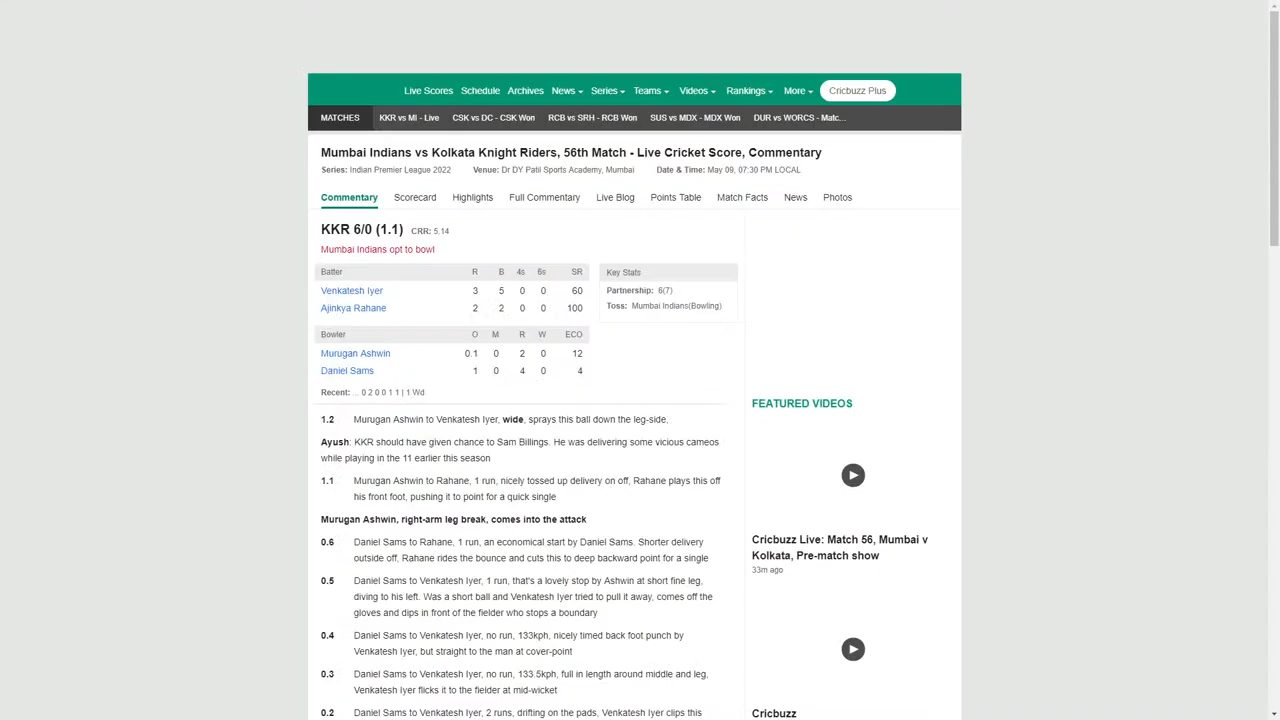 Live Scores Schedule Archives News Series Teams Videos Rankings More Cricbuzz Plus
MATCHES KKR vs MI - Live CSK vs DC - CSK Won RCB vs SRH - RCB Won SUS vs MDX - MDX Won DUR vs WORCS - Matc...
Mumbai Indians vs Kolkata Knight Riders, 56th Match - Live Cricket Score, Commentary
Series: Indian Premier League 2022 Venue: Dr DY Patil Sports Academy, Mumbai Date & Time: May 09, 07:30 PM LOCAL
Commentary Scorecard Highlights Full Commentary Live Blog Points Table Match Facts News Photos
KKR 6/0 (1.1) CRR: 5.14
Mumbai Indians opt to bowl
Batter R B 4s 6s SR
Venkatesh Iyer 3 5 0 0 60
Ajinkya Rahane 2 2 0 0 100
Bowler O M R W ECO
Murugan Ashwin 0.1 0 2 0 12
Daniel Sams 1 0 4 0 4
Recent: ... 0 2 0 0 1 1 | 1 Wd
Key Stats
Partnership: 6(7)
Toss: Mumbai Indians(Bowling)
1.2 Murugan Ashwin to Venkatesh Iyer, wide, sprays this ball down the leg-side,
Ayush: KKR should have given chance to Sam Billings. He was delivering some vicious cameos
while playing in the 11 earlier this season
1.1 Murugan Ashwin to Rahane, 1 run, nicely tossed up delivery on off, Rahane plays this off
his front foot, pushing it to point for a quick single
Murugan Ashwin, right-arm leg break, comes into the attack
0.6 Daniel Sams to Rahane, 1 run, an economical start by Daniel Sams. Shorter delivery
outside off, Rahane rides the bounce and cuts this to deep backward point for a single
0.5 Daniel Sams to Venkatesh Iyer, 1 run, that's a lovely stop by Ashwin at short fine leg,
diving to his left. Was a short ball and Venkatesh Iyer tried to pull it away, comes off the
gloves and dips in front of the fielder who stops a boundary
0.4 Daniel Sams to Venkatesh Iyer, no run, 133kph, nicely timed back foot punch by
Venkatesh Iyer, but straight to the man at cover-point
0.3 Daniel Sams to Venkatesh Iyer, no run, 133.5kph, full in length around middle and leg,
Venkatesh Iyer flicks it to the fielder at mid-wicket
0.2 Daniel Sams to Venkatesh Iyer, 2 runs, drifting on the pads, Venkatesh Iyer clips this
FEATURED VIDEOS
Cricbuzz Live: Match 56, Mumbai v
Kolkata, Pre-match show
33m ago
Cricbuzz